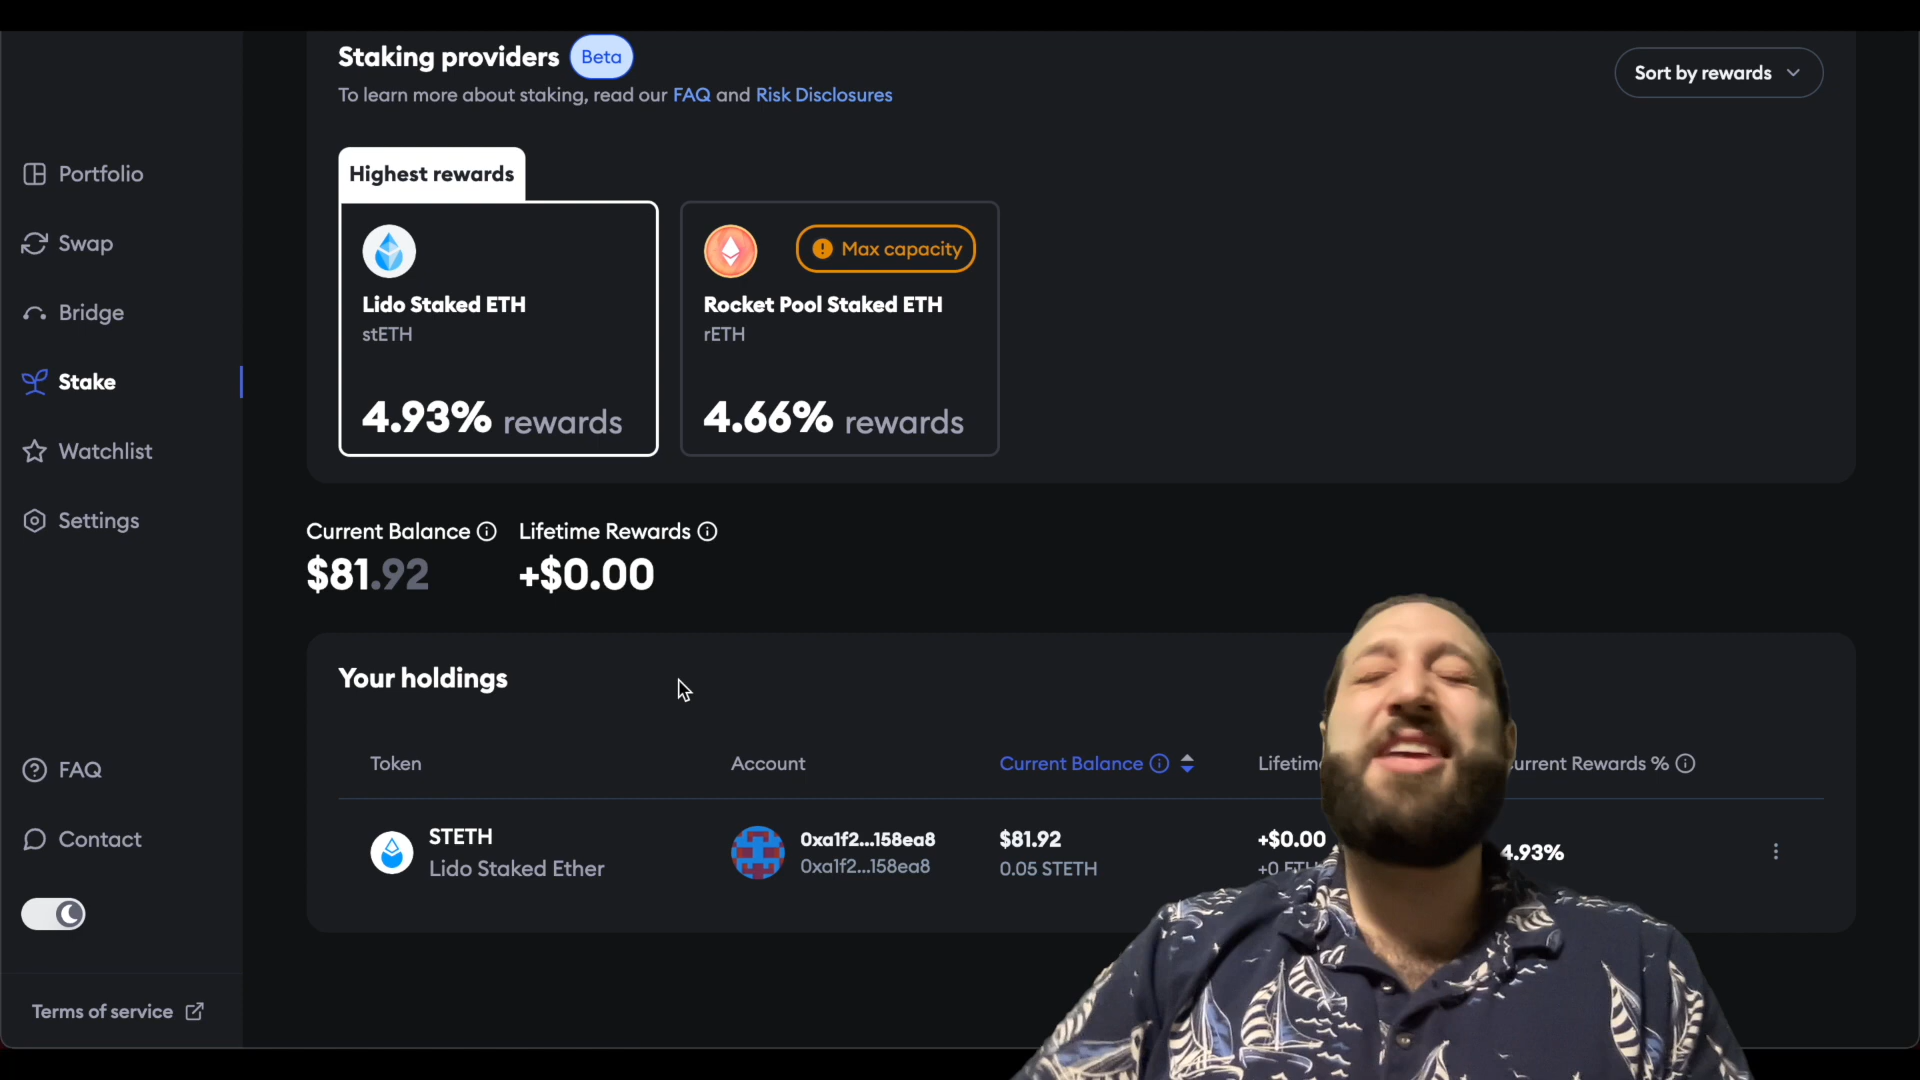 Staking providers Beta
To learn more about staking, read our FAQ and Risk Disclosures
Sort by rewards
Portfolio
Swap
Bridge
Stake
Watchlist
Settings
FAQ
Contact
Terms of service
Highest rewards
Lido Staked ETH
stETH
4.93% rewards
Max capacity
Rocket Pool Staked ETH
rETH
4.66% rewards
Current Balance
$81.92
Lifetime Rewards
+$0.00
Your holdings
Token Account Current Balance Lifetim urrent Rewards %
STETH
Lido Staked Ether
0xa1f2...158ea8
0xa1f2...158ea8
$81.92
0.05 STETH
+$0.00
+0 ETH
4.93%